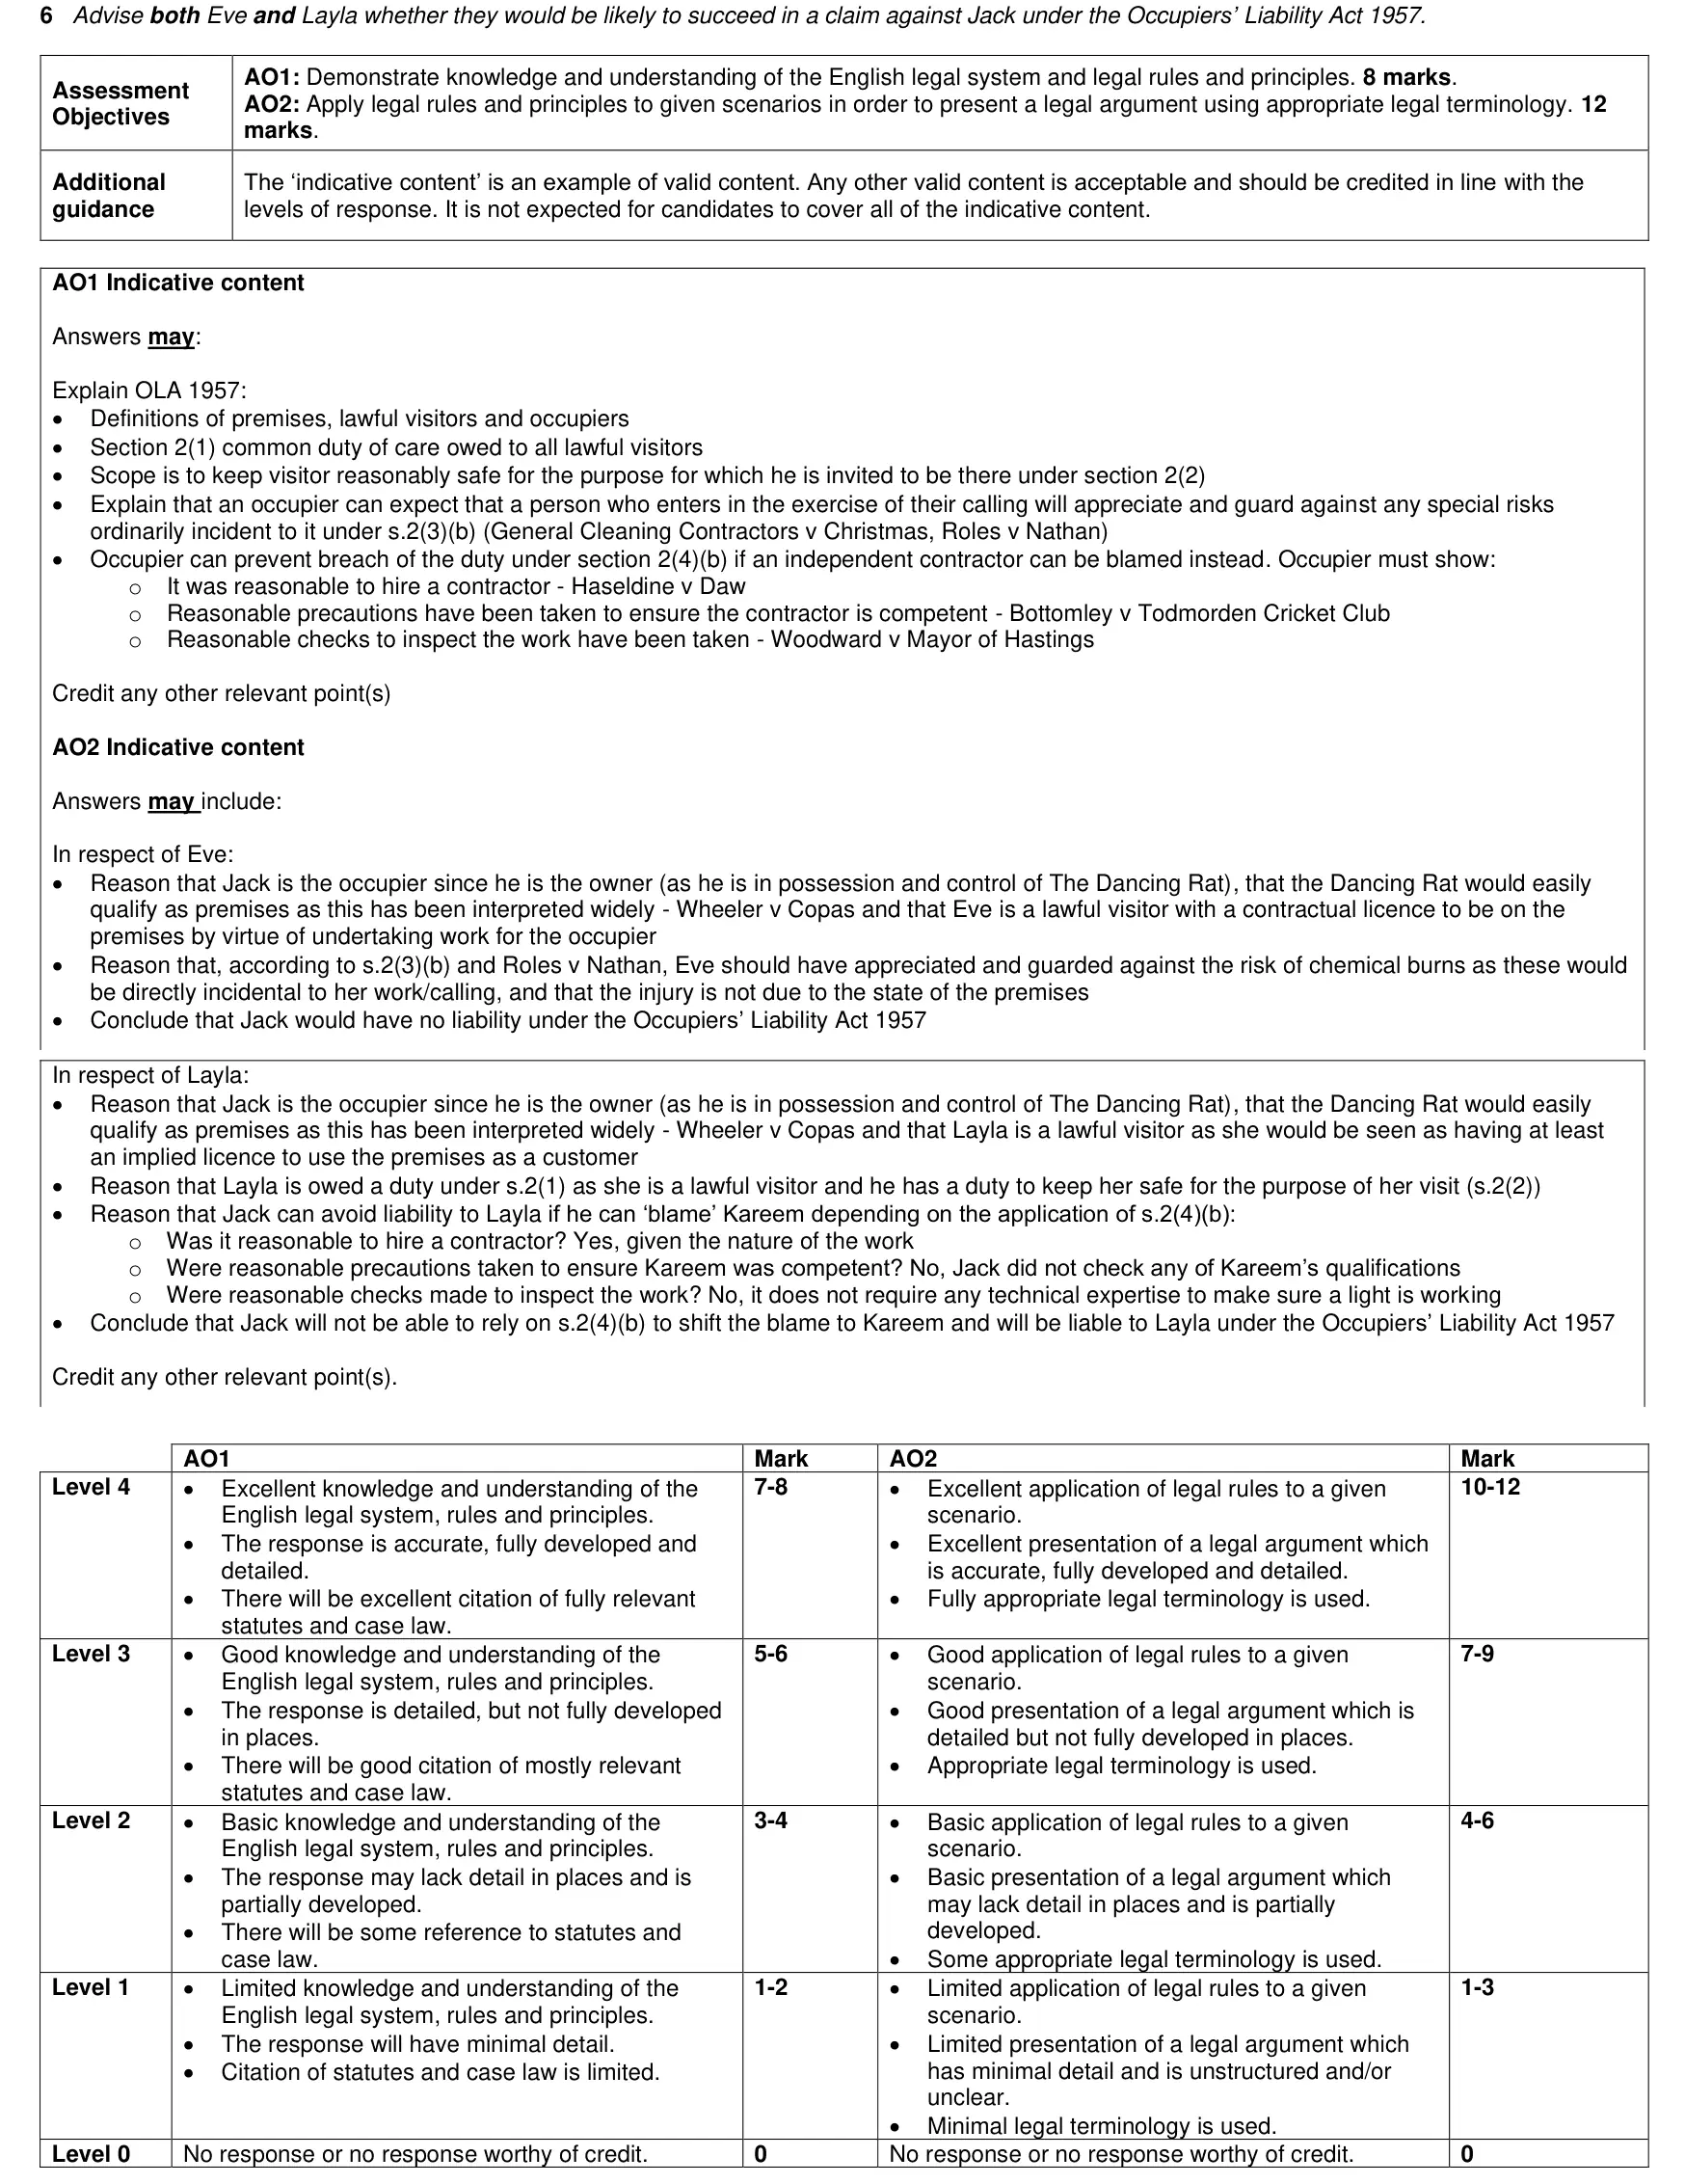 6 Advise both Eve and Layla whether they would be likely to succeed in a claim against Jack under the Occupiers’ Liability Act 1957.
Assessment
Objectives
AO1: Demonstrate knowledge and understanding of the English legal system and legal rules and principles. 8 marks.
AO2: Apply legal rules and principles to given scenarios in order to present a legal argument using appropriate legal terminology. 12
marks.
Additional
guidance
The ‘indicative content’ is an example of valid content. Any other valid content is acceptable and should be credited in line with the
levels of response. It is not expected for candidates to cover all of the indicative content.
AO1 Indicative content
Answers may:
Explain OLA 1957:
• Definitions of premises, lawful visitors and occupiers
• Section 2(1) common duty of care owed to all lawful visitors
• Scope is to keep visitor reasonably safe for the purpose for which he is invited to be there under section 2(2)
• Explain that an occupier can expect that a person who enters in the exercise of their calling will appreciate and guard against any special risks
ordinarily incident to it under s.2(3)(b) (General Cleaning Contractors v Christmas, Roles v Nathan)
• Occupier can prevent breach of the duty under section 2(4)(b) if an independent contractor can be blamed instead. Occupier must show:
o It was reasonable to hire a contractor - Haseldine v Daw
o Reasonable precautions have been taken to ensure the contractor is competent - Bottomley v Todmorden Cricket Club
o Reasonable checks to inspect the work have been taken - Woodward v Mayor of Hastings
Credit any other relevant point(s)
AO2 Indicative content
Answers may include:
In respect of Eve:
• Reason that Jack is the occupier since he is the owner (as he is in possession and control of The Dancing Rat), that the Dancing Rat would easily
qualify as premises as this has been interpreted widely - Wheeler v Copas and that Eve is a lawful visitor with a contractual licence to be on the
premises by virtue of undertaking work for the occupier
• Reason that, according to s.2(3)(b) and Roles v Nathan, Eve should have appreciated and guarded against the risk of chemical burns as these would
be directly incidental to her work/calling, and that the injury is not due to the state of the premises
• Conclude that Jack would have no liability under the Occupiers’ Liability Act 1957
In respect of Layla:
• Reason that Jack is the occupier since he is the owner (as he is in possession and control of The Dancing Rat), that the Dancing Rat would easily
qualify as premises as this has been interpreted widely - Wheeler v Copas and that Layla is a lawful visitor as she would be seen as having at least
an implied licence to use the premises as a customer
• Reason that Layla is owed a duty under s.2(1) as she is a lawful visitor and he has a duty to keep her safe for the purpose of her visit (s.2(2))
• Reason that Jack can avoid liability to Layla if he can ‘blame’ Kareem depending on the application of s.2(4)(b):
o Was it reasonable to hire a contractor? Yes, given the nature of the work
o Were reasonable precautions taken to ensure Kareem was competent? No, Jack did not check any of Kareem’s qualifications
o Were reasonable checks made to inspect the work? No, it does not require any technical expertise to make sure a light is working
• Conclude that Jack will not be able to rely on s.2(4)(b) to shift the blame to Kareem and will be liable to Layla under the Occupiers’ Liability Act 1957
Credit any other relevant point(s).
AO1 Mark AO2 Mark
Level 4
• Excellent knowledge and understanding of the
English legal system, rules and principles.
• The response is accurate, fully developed and
detailed.
• There will be excellent citation of fully relevant
statutes and case law.
7-8
• Excellent application of legal rules to a given
scenario.
• Excellent presentation of a legal argument which
is accurate, fully developed and detailed.
• Fully appropriate legal terminology is used.
10-12
Level 3
• Good knowledge and understanding of the
English legal system, rules and principles.
• The response is detailed, but not fully developed
in places.
• There will be good citation of mostly relevant
statutes and case law.
5-6
• Good application of legal rules to a given
scenario.
• Good presentation of a legal argument which is
detailed but not fully developed in places.
• Appropriate legal terminology is used.
7-9
Level 2
• Basic knowledge and understanding of the
English legal system, rules and principles.
• The response may lack detail in places and is
partially developed.
• There will be some reference to statutes and
case law.
3-4
• Basic application of legal rules to a given
scenario.
• Basic presentation of a legal argument which
may lack detail in places and is partially
developed.
• Some appropriate legal terminology is used.
4-6
Level 1
• Limited knowledge and understanding of the
English legal system, rules and principles.
• The response will have minimal detail.
• Citation of statutes and case law is limited.
1-2
• Limited application of legal rules to a given
scenario.
• Limited presentation of a legal argument which
has minimal detail and is unstructured and/or
unclear.
• Minimal legal terminology is used.
1-3
Level 0
No response or no response worthy of credit.
0
No response or no response worthy of credit.
0